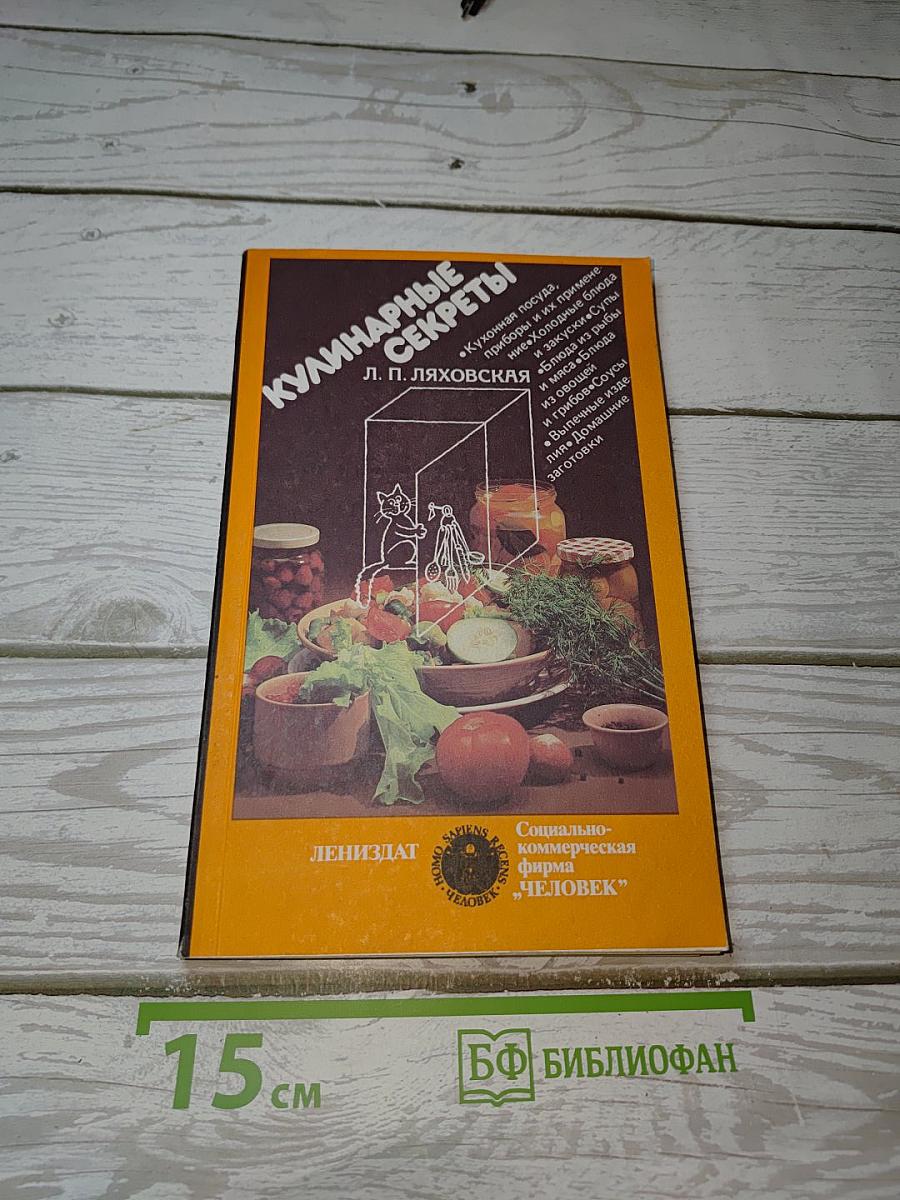 КУЛИНАРНЫЕ
СЕКРЕТЫ
Л. П. ЛЯХОВСКАЯ
•Кухонная посуда,
приборы и их примене
ние•Холодные блюда
и закуски•Супы
•Блюда из рыбы
и мяса•Блюда
из овощей
и грибов•Соусы
•Выпечные изде
лия•Домашние
заготовки
ЛЕНИЗДАТ
HOMO SAPIENS RECENS
•ЧЕЛОВЕК•
Социально-
коммерческая
фирма
„ЧЕЛОВЕК”
15 см
БФ БИБЛИОФАН